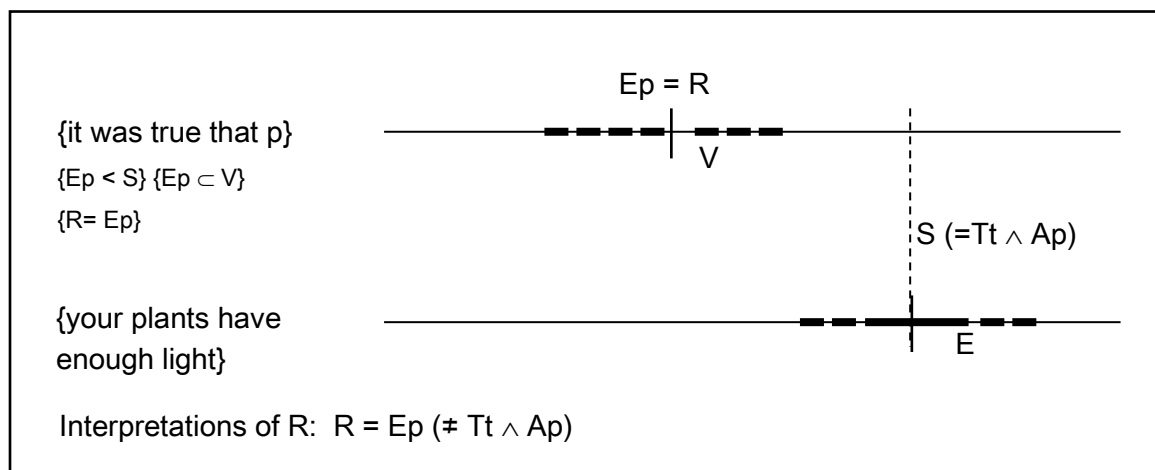 Ep = R
{it was true that p}
V
{Ep < S} {Ep ⊂ V}
{R= Ep}
S (=Tt ∧ Ap)
{your plants have
enough light}
E
Interpretations of R:  R = Ep (≠ Tt ∧ Ap)